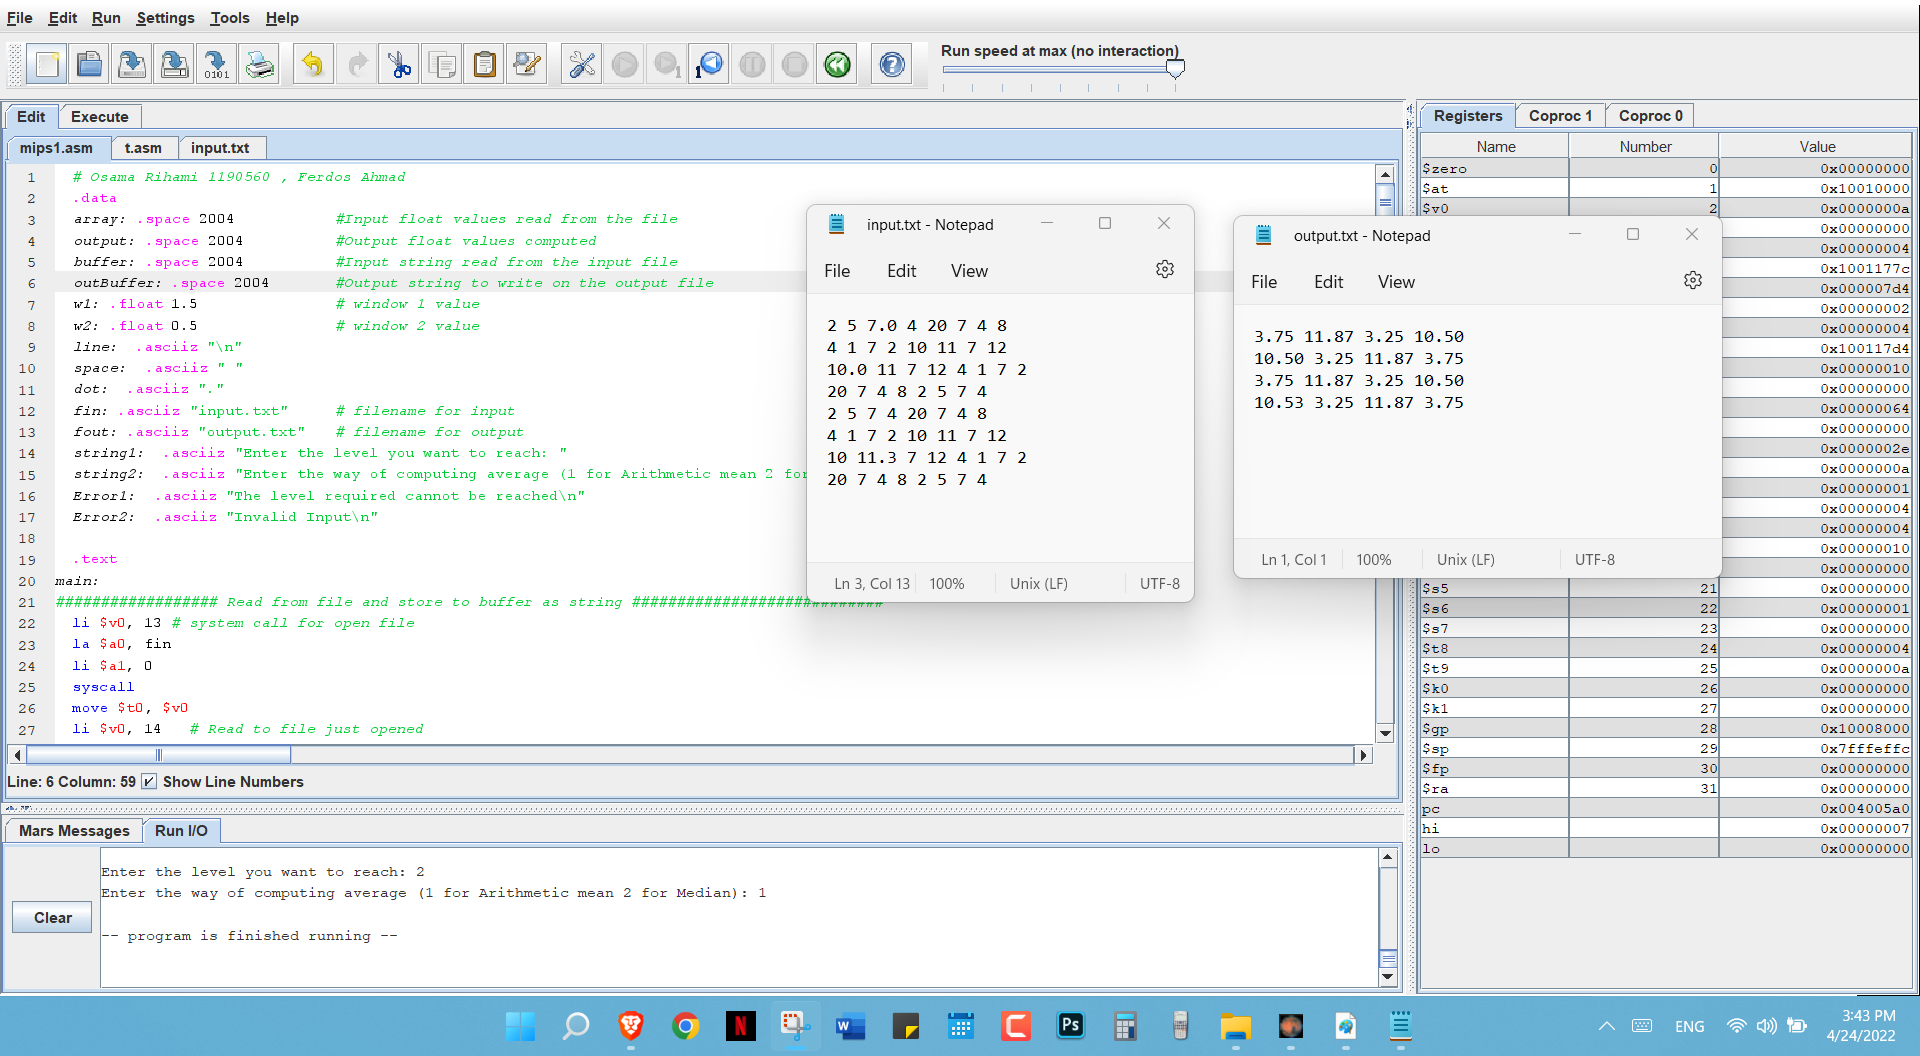 File Edit Run Settings Tools Help
Run speed at max (no interaction)
Edit Execute
mips1.asm t.asm input.txt
1 # Osama Rihami 1190560 , Ferdos Ahmad
2 .data
3 array: .space 2004 #Input float values read from the file
4 output: .space 2004 #Output float values computed
5 buffer: .space 2004 #Input string read from the input file
6 outBuffer: .space 2004 #Output string to write on the output file
7 w1: .float 1.5 # window 1 value
8 w2: .float 0.5 # window 2 value
9 line: .asciiz "\n"
10 space: .asciiz " "
11 dot: .asciiz "."
12 fin: .asciiz "input.txt" # filename for input
13 fout: .asciiz "output.txt" # filename for output
14 string1: .asciiz "Enter the level you want to reach: "
15 string2: .asciiz "Enter the way of computing average (1 for Arithmetic mean 2 for
16 Error1: .asciiz "The level required cannot be reached\n"
17 Error2: .asciiz "Invalid Input\n"
18
19 .text
20 main:
21 ################## Read from file and store to buffer as string ############################
22 li $v0, 13 # system call for open file
23 la $a0, fin
24 li $a1, 0
25 syscall
26 move $t0, $v0
27 li $v0, 14 # Read to file just opened
Line: 6 Column: 59 Show Line Numbers
input.txt - Notepad
File Edit View
2 5 7.0 4 20 7 4 8
4 1 7 2 10 11 7 12
10.0 11 7 12 4 1 7 2
20 7 4 8 2 5 7 4
2 5 7 4 20 7 4 8
4 1 7 2 10 11 7 12
10 11.3 7 12 4 1 7 2
20 7 4 8 2 5 7 4
Ln 3, Col 13 100% Unix (LF) UTF-8
output.txt - Notepad
File Edit View
3.75 11.87 3.25 10.50
10.50 3.25 11.87 3.75
3.75 11.87 3.25 10.50
10.53 3.25 11.87 3.75
Ln 1, Col 1 100% Unix (LF) UTF-8
Registers Coproc 1 Coproc 0
Name Number Value
$zero 0 0x00000000
$at 1 0x10010000
$v0 2 0x0000000a
0x00000000
0x00000004
0x1001177c
0x000007d4
0x00000002
0x00000004
0x100117d4
0x00000010
0x00000000
0x00000064
0x00000000
0x0000002e
0x0000000a
0x00000001
0x00000004
0x00000004
0x00000010
0x00000000
$s5 21 0x00000000
$s6 22 0x00000001
$s7 23 0x00000000
$t8 24 0x00000004
$t9 25 0x0000000a
$k0 26 0x00000000
$k1 27 0x00000000
$gp 28 0x10008000
$sp 29 0x7fffeffc
$fp 30 0x00000000
$ra 31 0x00000000
pc 0x004005a0
hi 0x00000007
lo 0x00000000
Mars Messages Run I/O
Clear
Enter the level you want to reach: 2
Enter the way of computing average (1 for Arithmetic mean 2 for Median): 1
-- program is finished running --
ENG
3:43 PM
4/24/2022